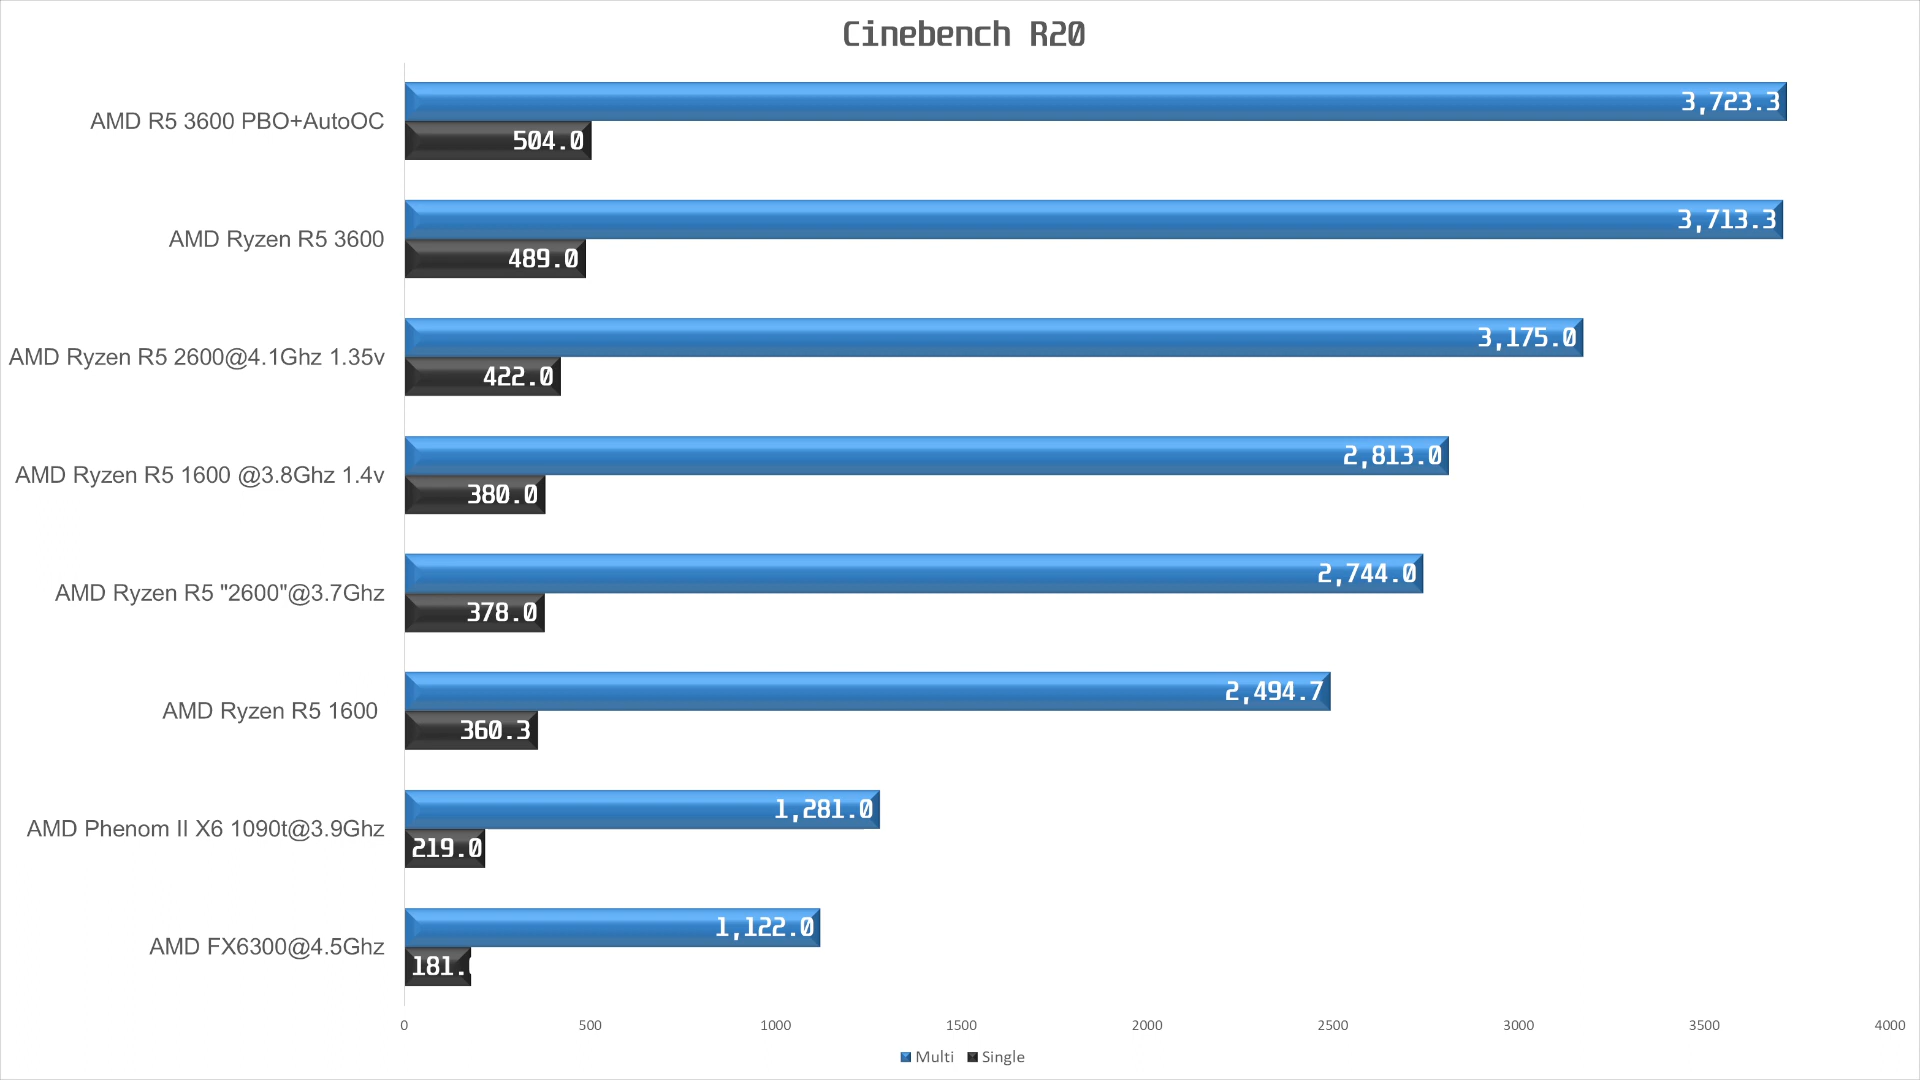 Cinebench R20
AMD R5 3600 PBO+AutoOC
3,723.3
504.0
AMD Ryzen R5 3600
3,713.3
489.0
AMD Ryzen R5 2600@4.1Ghz 1.35v
3,175.0
422.0
AMD Ryzen R5 1600 @3.8Ghz 1.4v
2,813.0
380.0
AMD Ryzen R5 "2600"@3.7Ghz
2,744.0
378.0
AMD Ryzen R5 1600
2,494.7
360.3
AMD Phenom II X6 1090t@3.9Ghz
1,281.0
219.0
AMD FX6300@4.5Ghz
1,122.0
181.0
0 500 1000 1500 2000 2500 3000 3500 4000
Multi Single